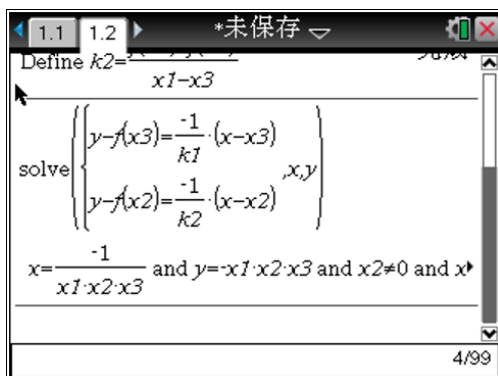 1.1 1.2 *未保存
Define k2=
x1-x3
solve({y-f(x3)=-1/k1·(x-x3)
y-f(x2)=-1/k2·(x-x2)},x,y)
x=-1/(x1·x2·x3) and y=-x1·x2·x3 and x2≠0 and x
4/99